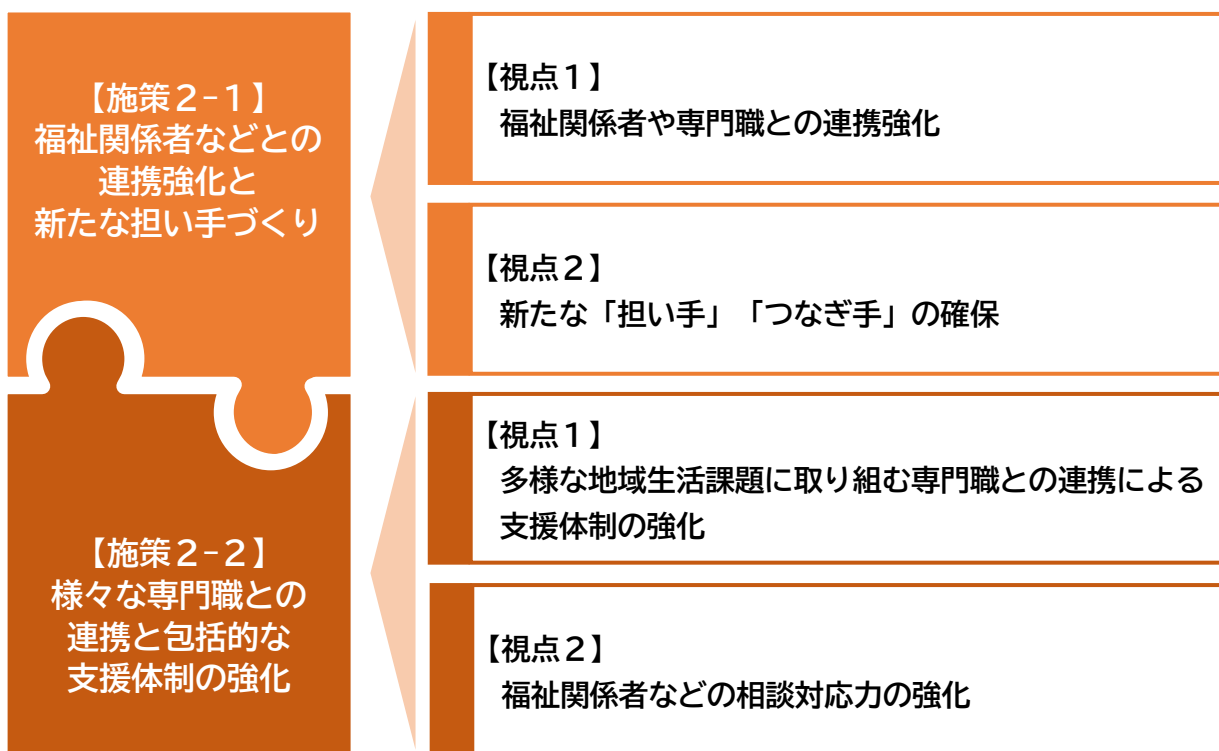 【施策２-１】
福祉関係者などとの
連携強化と
新たな担い手づくり
【視点１】
福祉関係者や専門職との連携強化
【視点２】
新たな「担い手」「つなぎ手」の確保
【施策２-２】
様々な専門職との
連携と包括的な
支援体制の強化
【視点１】
多様な地域生活課題に取り組む専門職との連携による
支援体制の強化
【視点２】
福祉関係者などの相談対応力の強化